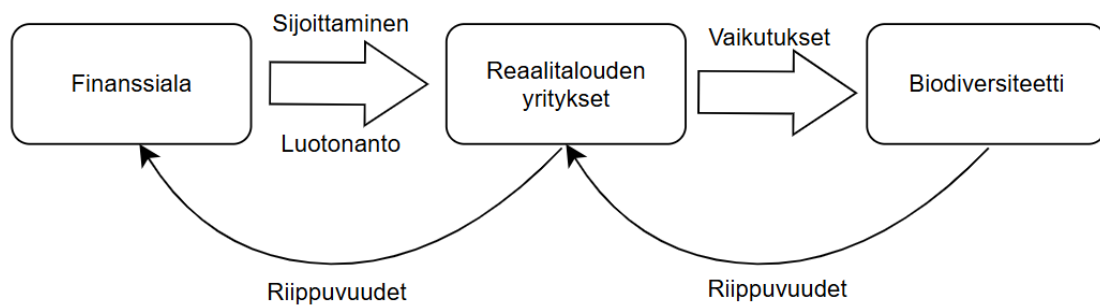 Sijoittaminen
Finanssiala
Luotonanto
Reaalitalouden
yritykset
Vaikutukset
Biodiversiteetti
Riippuvuudet
Riippuvuudet